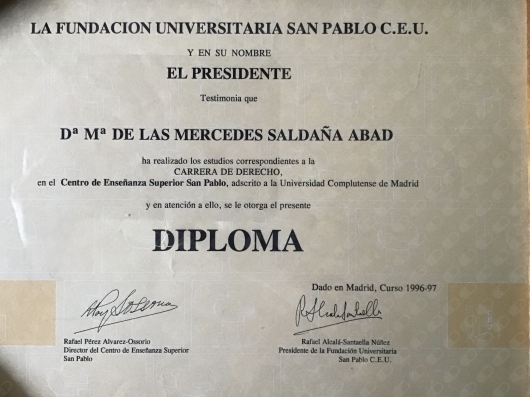 LA FUNDACION UNIVERSITARIA SAN PABLO C.E.U.
Y EN SU NOMBRE
EL PRESIDENTE
Testimonia que
Dª Mª DE LAS MERCEDES SALDAÑA ABAD
ha realizado los estudios correspondientes a la
CARRERA DE DERECHO,
en el Centro de Enseñanza Superior San Pablo, adscrito a la Universidad Complutense de Madrid
y en atención a ello, se le otorga el presente
DIPLOMA
Dado en Madrid, Curso 1996-97
Rafael Pérez Alvarez-Ossorio
Director del Centro de Enseñanza Superior
San Pablo
Rafael Alcalá-Santaella Núñez
Presidente de la Fundación Universitaria
San Pablo C.E.U.